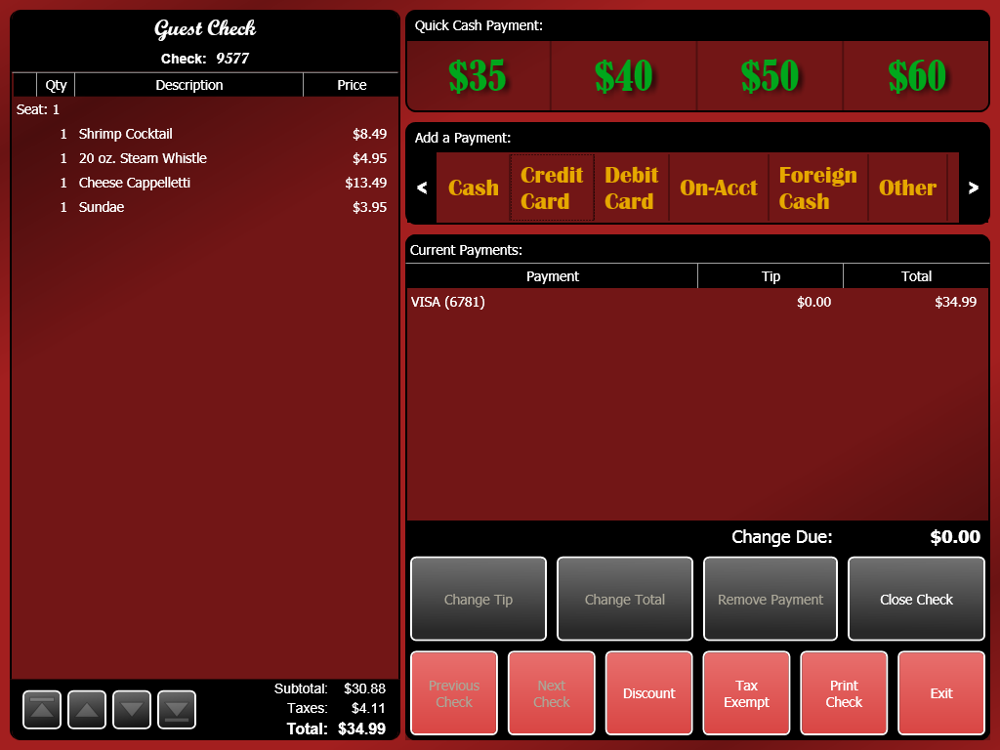 Guest Check
Check: 9577
Qty Description Price
Seat: 1
1 Shrimp Cocktail $8.49
1 20 oz. Steam Whistle $4.95
1 Cheese Cappelletti $13.49
1 Sundae $3.95
Subtotal: $30.88
Taxes: $4.11
Total: $34.99
Quick Cash Payment:
$35 $40 $50 $60
Add a Payment:
< Cash Credit Card Debit Card On-Acct Foreign Cash Other >
Current Payments:
Payment Tip Total
VISA (6781) $0.00 $34.99
Change Due: $0.00
Change Tip Change Total Remove Payment Close Check
Previous Check Next Check Discount Tax Exempt Print Check Exit